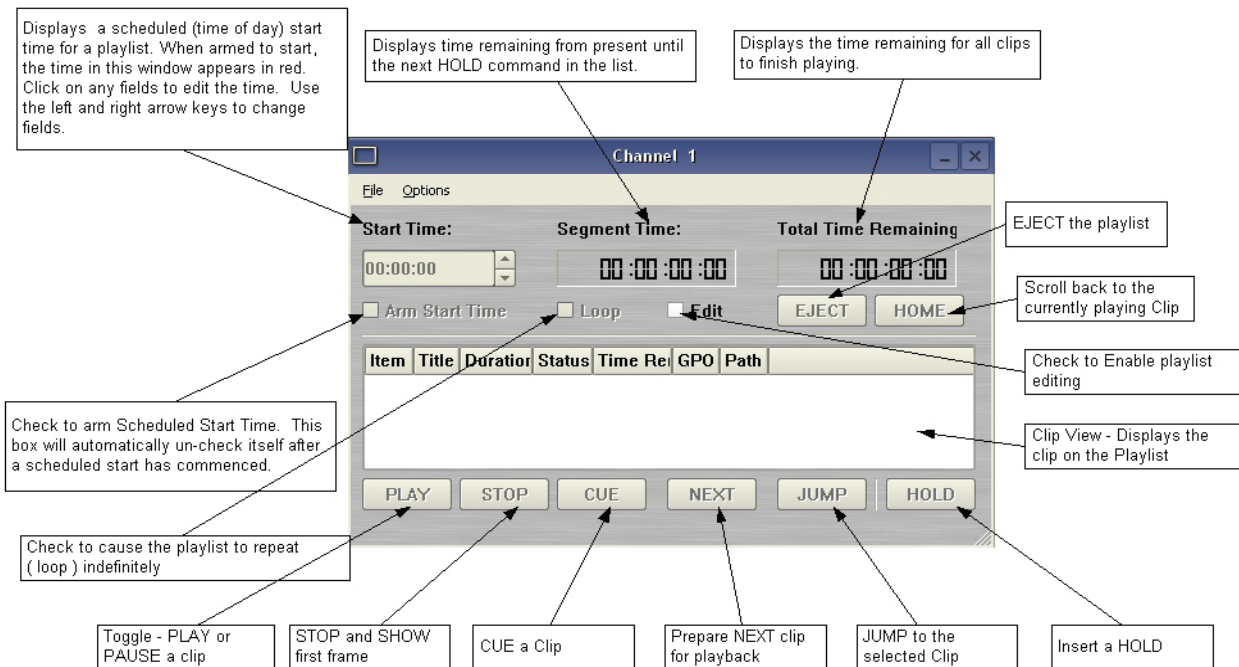 Displays a scheduled (time of day) start
time for a playlist. When armed to start,
the time in this window appears in red.
Click on any fields to edit the time. Use
the left and right arrow keys to change
fields.
Displays time remaining from present until
the next HOLD command in the list.
Displays the time remaining for all clips
to finish playing.
Channel 1
File Options
Start Time:
Segment Time:
Total Time Remaining
EJECT the playlist
00:00:00
00:00:00:00
00:00:00:00
Scroll back to the
currently playing Clip
Arm Start Time
Loop
Edit
EJECT
HOME
Item Title Duration Status Time Rei GPO Path
Check to Enable playlist
editing
Check to arm Scheduled Start Time. This
box will automatically un-check itself after
a scheduled start has commenced.
Clip View - Displays the
clip on the Playlist
PLAY
STOP
CUE
NEXT
JUMP
HOLD
Check to cause the playlist to repeat
( loop ) indefinitely
Toggle - PLAY or
PAUSE a clip
STOP and SHOW
first frame
CUE a Clip
Prepare NEXT clip
for playback
JUMP to the
selected Clip
Insert a HOLD